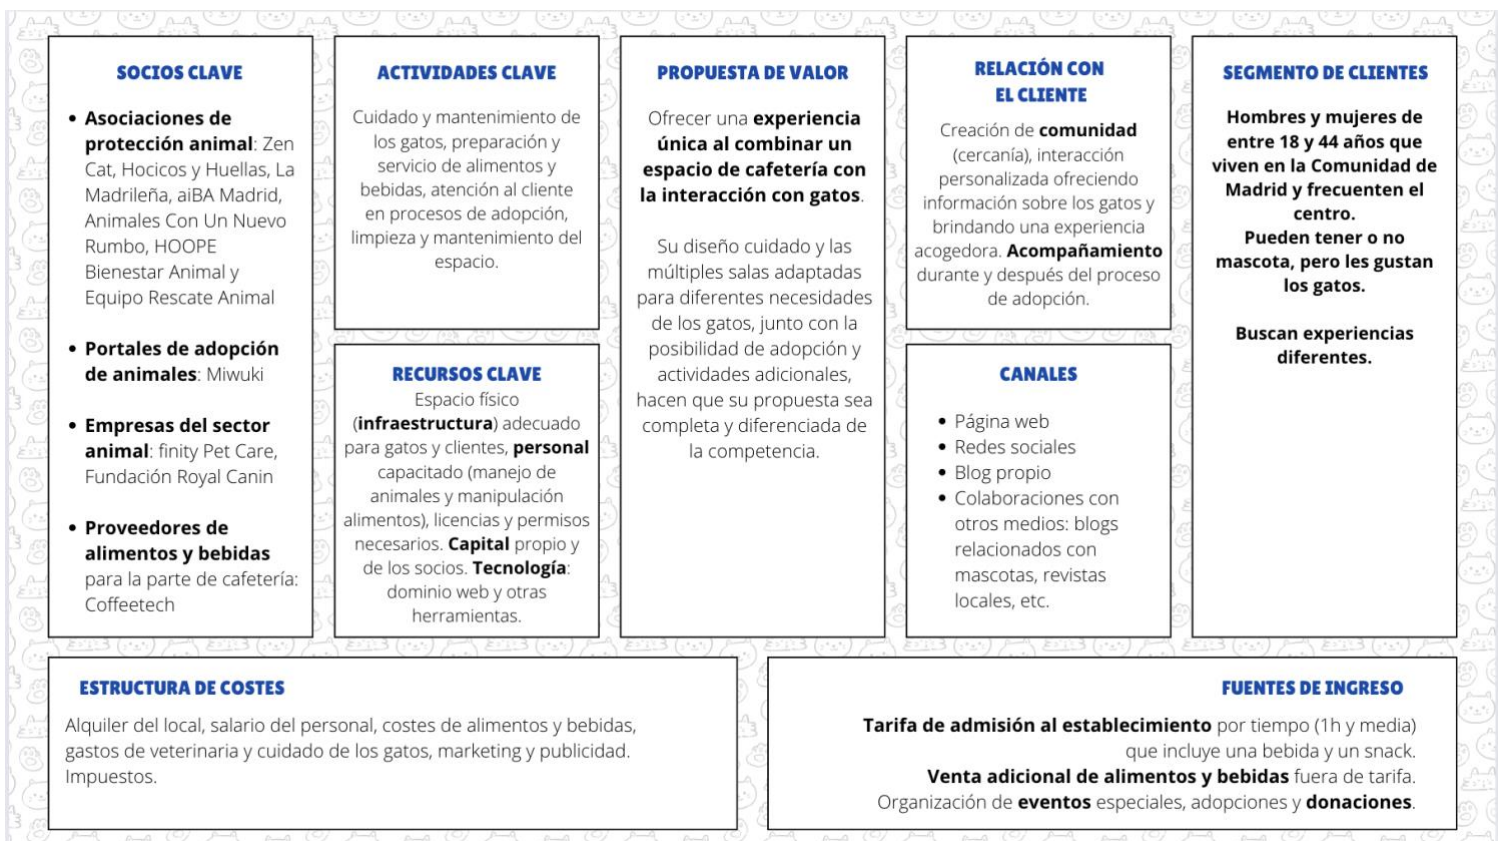 SOCIOS CLAVE
Asociaciones de
protección animal: Zen
Cat, Hocicos y Huellas, La
Madrileña, aiBA Madrid,
Animales Con Un Nuevo
Rumbo, HOOPE
Bienestar Animal y
Equipo Rescate Animal
Portales de adopción
de animales: Miwuki
Empresas del sector
animal: finity Pet Care,
Fundación Royal Canin
Proveedores de
alimentos y bebidas
para la parte de cafetería:
Coffeetech
ACTIVIDADES CLAVE
Cuidado y mantenimiento de
los gatos, preparación y
servicio de alimentos y
bebidas, atención al cliente
en procesos de adopción,
limpieza y mantenimiento del
espacio.
RECURSOS CLAVE
Espacio físico
(infraestructura) adecuado
para gatos y clientes, personal
capacitado (manejo de
animales y manipulación
alimentos), licencias y permisos
necesarios. Capital propio y
de los socios. Tecnología:
dominio web y otras
herramientas.
PROPUESTA DE VALOR
Ofrecer una experiencia
única al combinar un
espacio de cafetería con
la interacción con gatos.
Su diseño cuidado y las
múltiples salas adaptadas
para diferentes necesidades
de los gatos, junto con la
posibilidad de adopción y
actividades adicionales,
hacen que su propuesta sea
completa y diferenciada de
la competencia.
RELACIÓN CON
EL CLIENTE
Creación de comunidad
(cercanía), interacción
personalizada ofreciendo
información sobre los gatos y
brindando una experiencia
acogedora. Acompañamiento
durante y después del proceso
de adopción.
CANALES
Página web
Redes sociales
Blog propio
Colaboraciones con
otros medios: blogs
relacionados con
mascotas, revistas
locales, etc.
SEGMENTO DE CLIENTES
Hombres y mujeres de
entre 18 y 44 años que
viven en la Comunidad de
Madrid y frecuenten el
centro.
Pueden tener o no
mascota, pero les gustan
los gatos.
Buscan experiencias
diferentes.
ESTRUCTURA DE COSTES
Alquiler del local, salario del personal, costes de alimentos y bebidas,
gastos de veterinaria y cuidado de los gatos, marketing y publicidad.
Impuestos.
FUENTES DE INGRESO
Tarifa de admisión al establecimiento por tiempo (1h y media)
que incluye una bebida y un snack.
Venta adicional de alimentos y bebidas fuera de tarifa.
Organización de eventos especiales, adopciones y donaciones.